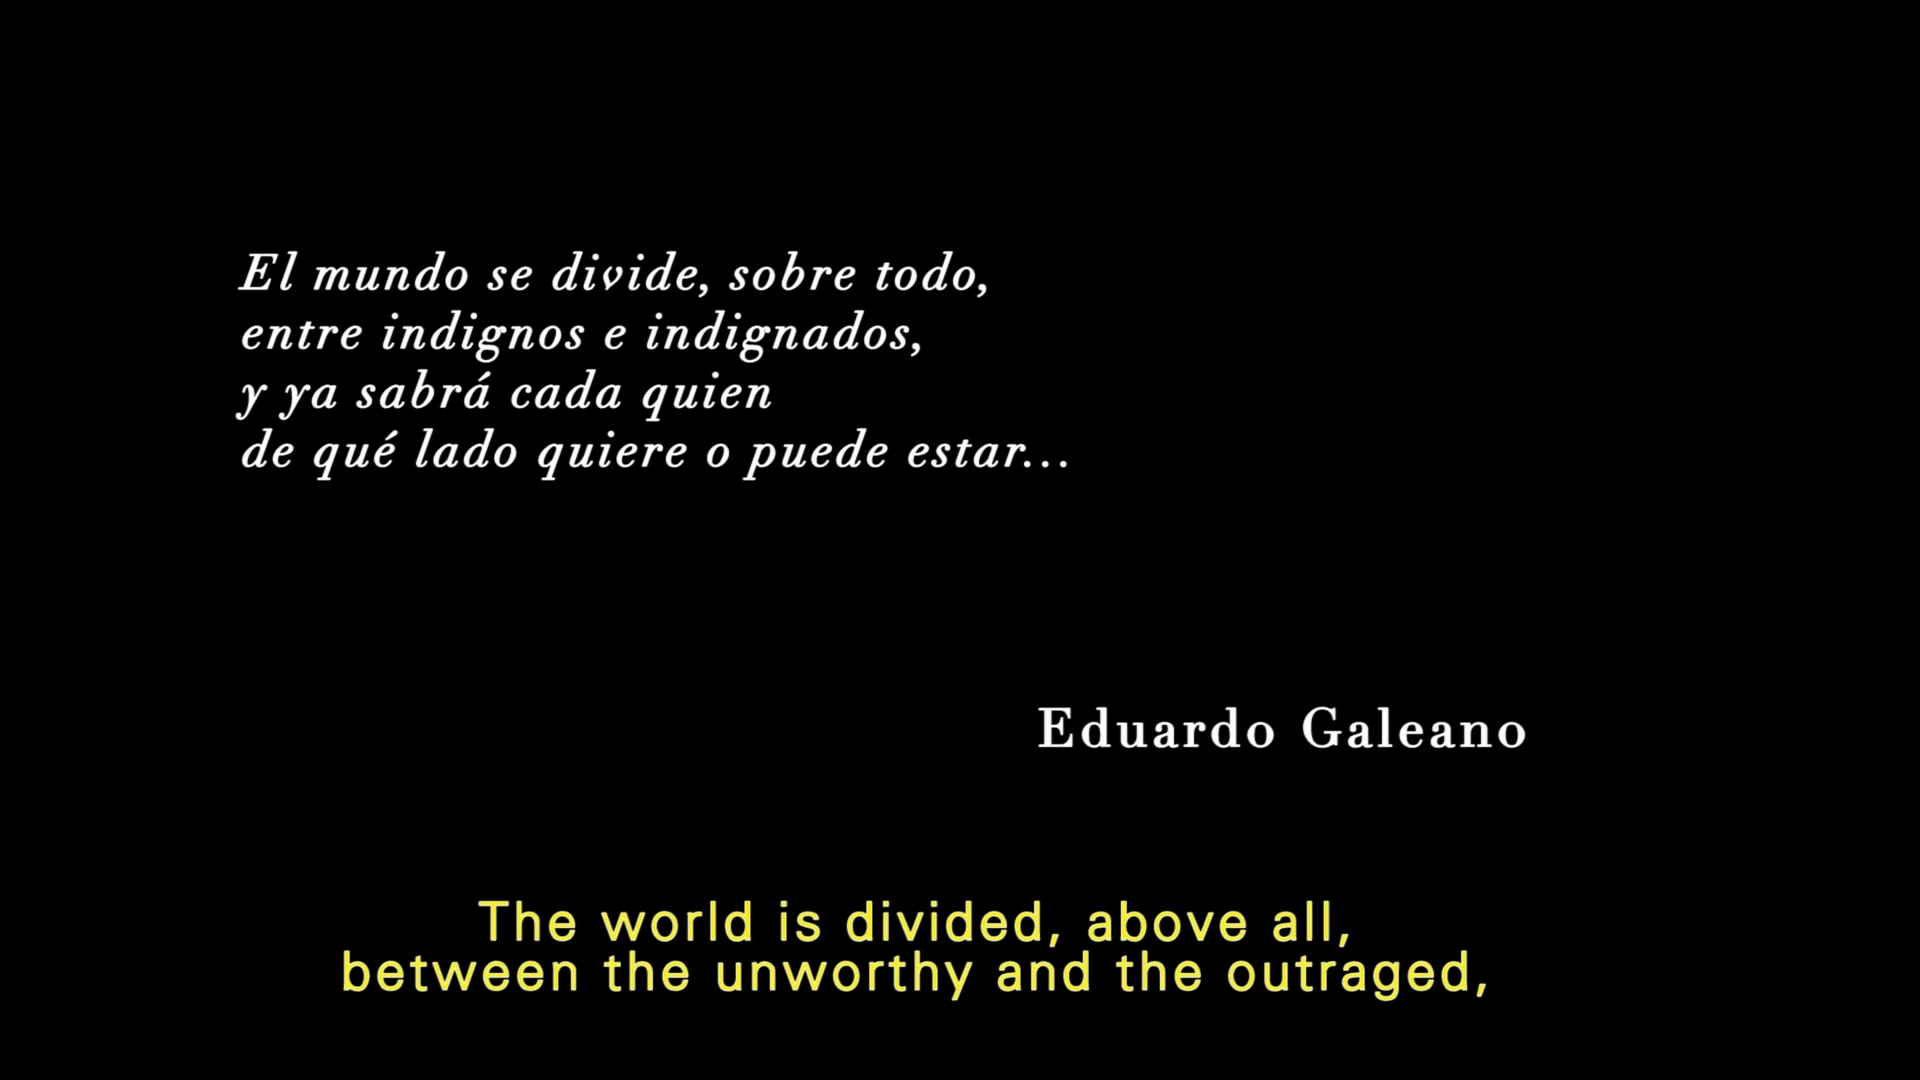 El mundo se divide, sobre todo,
entre indignos e indignados,
y ya sabrá cada quien
de qué lado quiere o puede estar...
Eduardo Galeano
The world is divided, above all,
between the unworthy and the outraged,